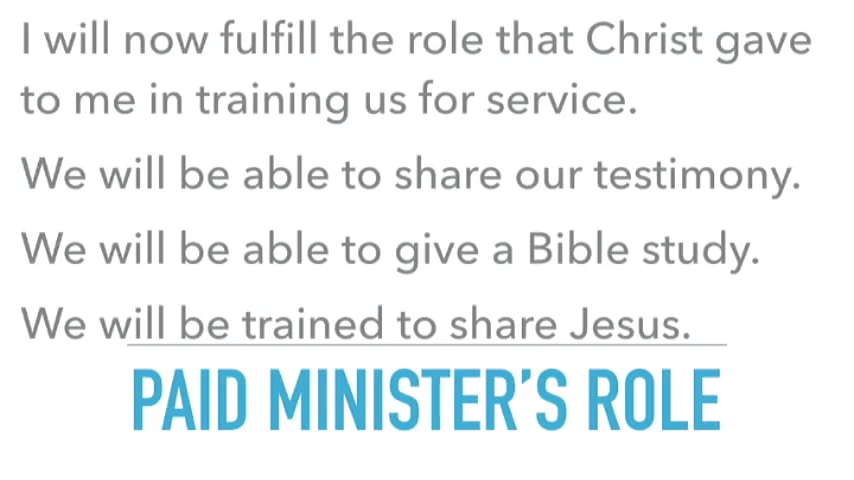 I will now fulfill the role that Christ gave
to me in training us for service.
We will be able to share our testimony.
We will be able to give a Bible study.
We will be trained to share Jesus.
PAID MINISTER’S ROLE